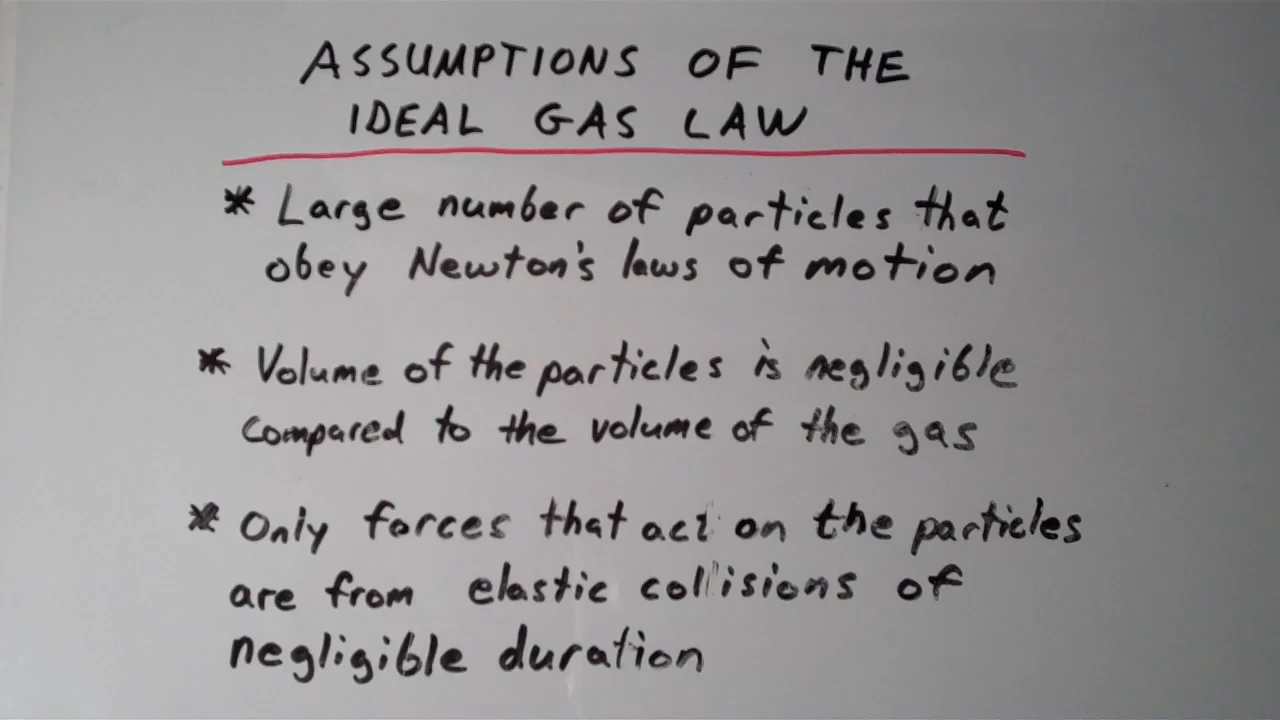 ASSUMPTIONS OF THE
IDEAL GAS LAW
* Large number of particles that
obey Newton's laws of motion
* Volume of the particles is negligible
compared to the volume of the gas
* Only forces that act on the particles
are from elastic collisions of
negligible duration